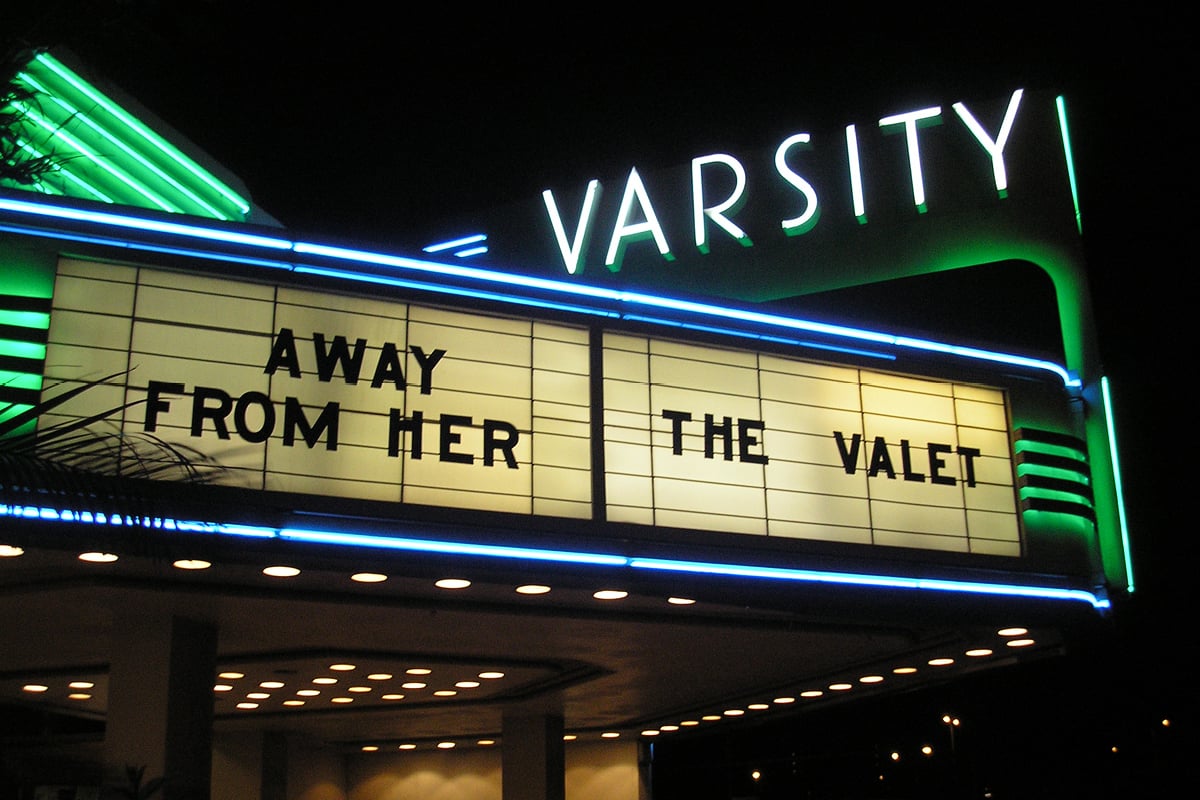 VARSITY
AWAY
FROM HER
THE VALET